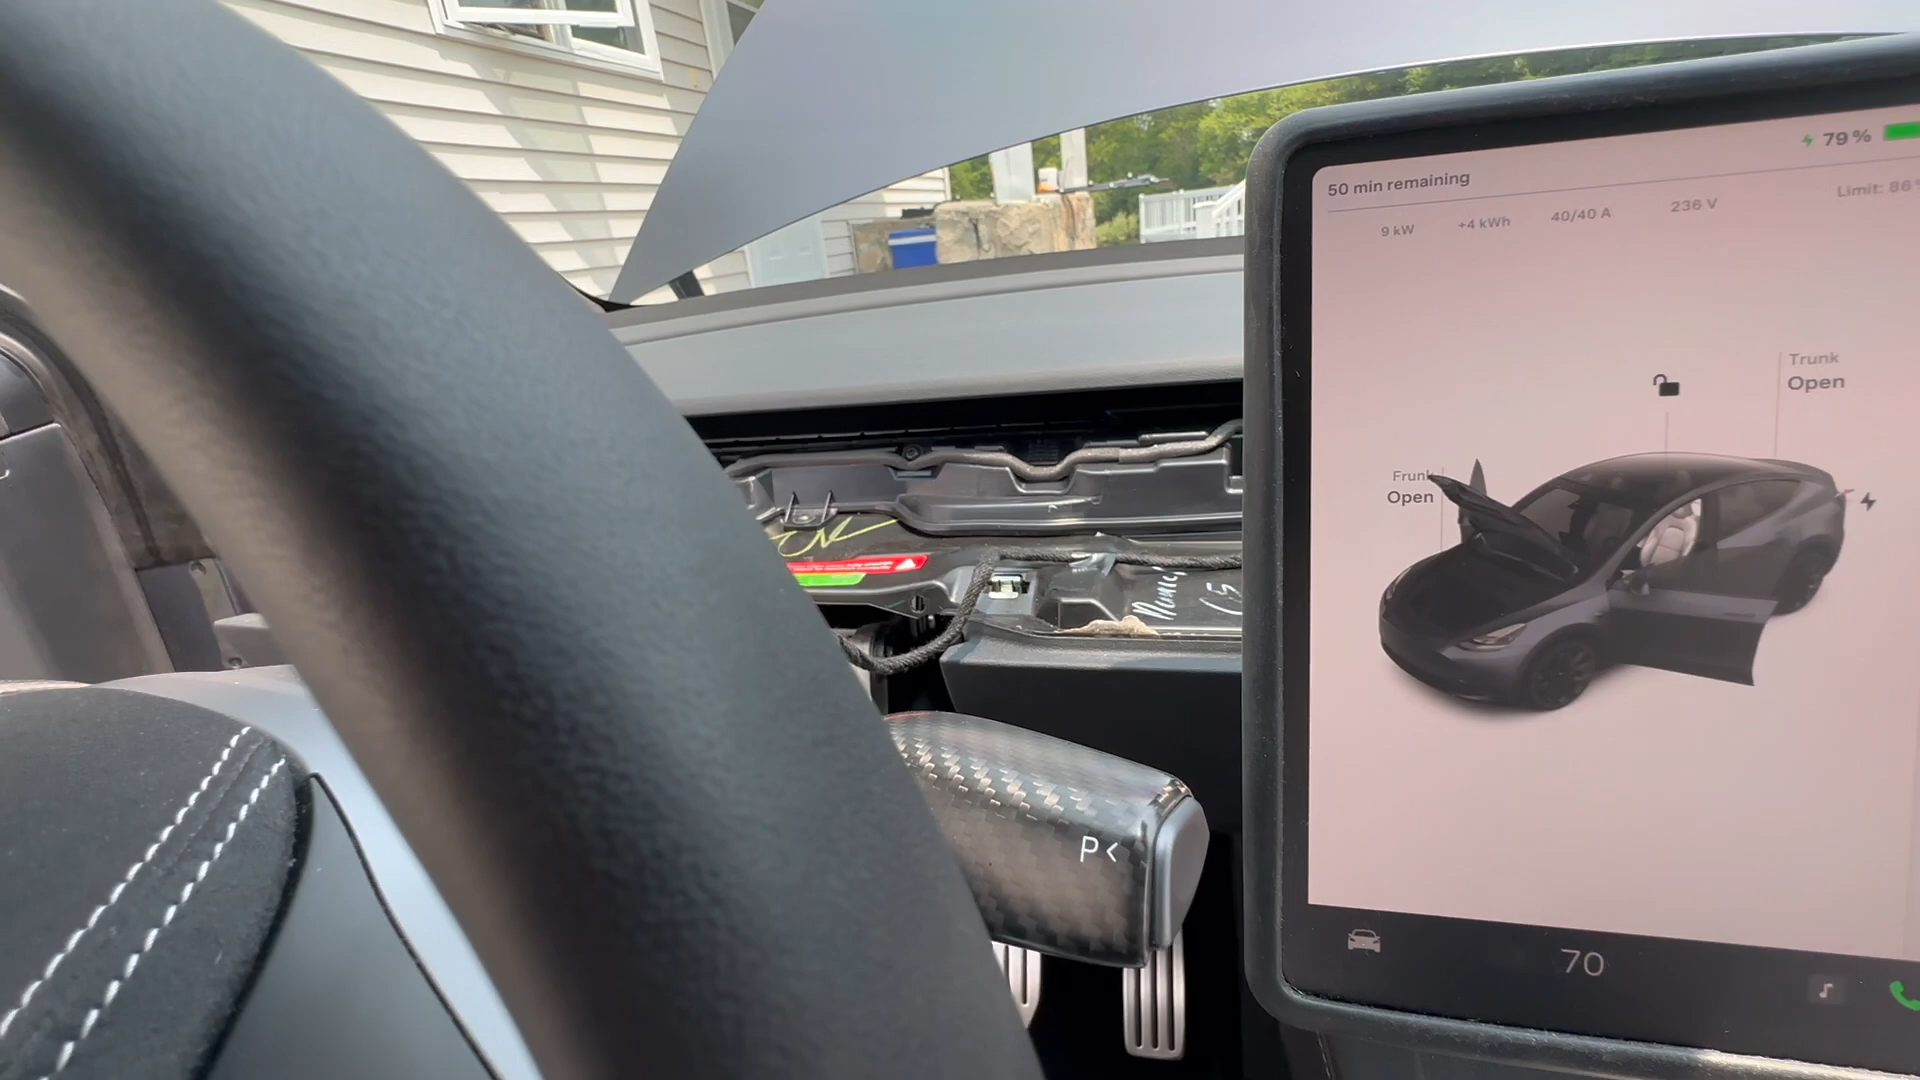 79%
50 min remaining
Limit: 86
9 kW +4 kWh 40/40 A 236 V
Trunk
Open
Frunk
Open
P<
70